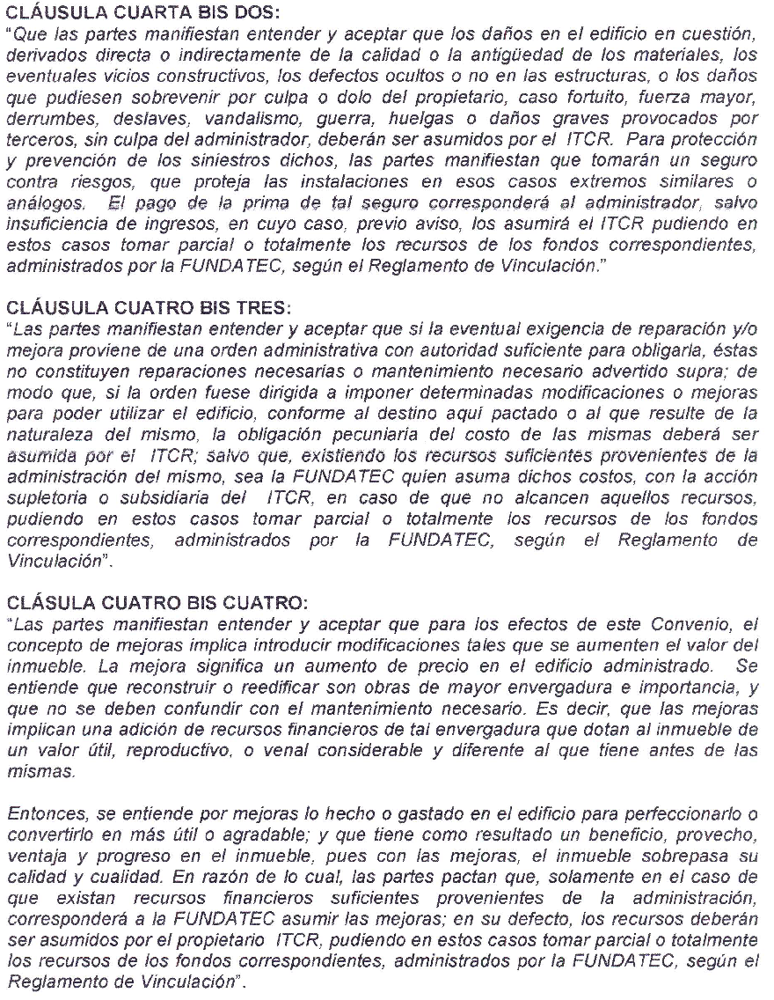 CLÁUSULA CUARTA BIS DOS:
“Que las partes manifiestan entender y aceptar que los daños en el edificio en cuestión,
derivados directa o indirectamente de la calidad o la antigüedad de los materiales, los
eventuales vicios constructivos, los defectos ocultos o no en las estructuras, o los daños
que pudiesen sobrevenir por culpa o dolo del propietario, caso fortuito, fuerza mayor,
derrumbes, deslaves, vandalismo, guerra, huelgas o daños graves provocados por
terceros, sin culpa del administrador, deberán ser asumidos por el ITCR. Para protección
y prevención de los siniestros dichos, las partes manifiestan que tomarán un seguro
contra riesgos, que proteja las instalaciones en esos casos extremos similares o
análogos. El pago de la prima de tal seguro corresponderá al administrador, salvo
insuficiencia de ingresos, en cuyo caso, previo aviso, los asumirá el ITCR pudiendo en
estos casos tomar parcial o totalmente los recursos de los fondos correspondientes,
administrados por la FUNDATEC, según el Reglamento de Vinculación.”
CLÁUSULA CUATRO BIS TRES:
“Las partes manifiestan entender y aceptar que si la eventual exigencia de reparación y/o
mejora proviene de una orden administrativa con autoridad suficiente para obligarla, éstas
no constituyen reparaciones necesarias o mantenimiento necesario advertido supra; de
modo que, si la orden fuese dirigida a imponer determinadas modificaciones o mejoras
para poder utilizar el edificio, conforme al destino aquí pactado o al que resulte de la
naturaleza del mismo, la obligación pecuniaria del costo de las mismas deberá ser
asumida por el ITCR; salvo que, existiendo los recursos suficientes provenientes de la
administración del mismo, sea la FUNDATEC quien asuma dichos costos, con la acción
supletoria o subsidiaria del ITCR, en caso de que no alcancen aquellos recursos,
pudiendo en estos casos tomar parcial o totalmente los recursos de los fondos
correspondientes, administrados por la FUNDATEC, según el Reglamento de
Vinculación”.
CLÁSULA CUATRO BIS CUATRO:
“Las partes manifiestan entender y aceptar que para los efectos de este Convenio, el
concepto de mejoras implica introducir modificaciones tales que se aumenten el valor del
inmueble. La mejora significa un aumento de precio en el edificio administrado. Se
entiende que reconstruir o reedificar son obras de mayor envergadura e importancia, y
que no se deben confundir con el mantenimiento necesario. Es decir, que las mejoras
implican una adición de recursos financieros de tal envergadura que dotan al inmueble de
un valor útil, reproductivo, o venal considerable y diferente al que tiene antes de las
mismas.
Entonces, se entiende por mejoras lo hecho o gastado en el edificio para perfeccionarlo o
convertirlo en más útil o agradable; y que tiene como resultado un beneficio, provecho,
ventaja y progreso en el inmueble, pues con las mejoras, el inmueble sobrepasa su
calidad y cualidad. En razón de lo cual, las partes pactan que, solamente en el caso de
que existan recursos financieros suficientes provenientes de la administración,
corresponderá a la FUNDATEC asumir las mejoras; en su defecto, los recursos deberán
ser asumidos por el propietario ITCR, pudiendo en estos casos tomar parcial o totalmente
los recursos de los fondos correspondientes, administrados por la FUNDATEC, según el
Reglamento de Vinculación”.